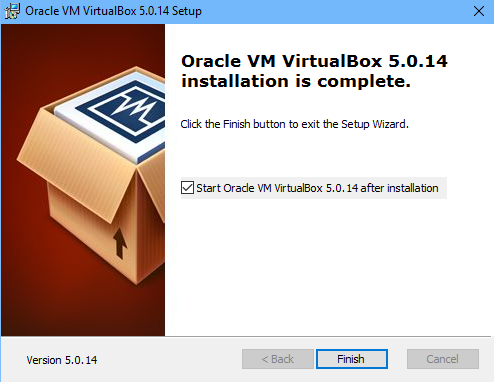 Oracle VM VirtualBox 5.0.14 Setup
Oracle VM VirtualBox 5.0.14
installation is complete.
Click the Finish button to exit the Setup Wizard.
Start Oracle VM VirtualBox 5.0.14 after installation
Version 5.0.14
< Back
Finish
Cancel